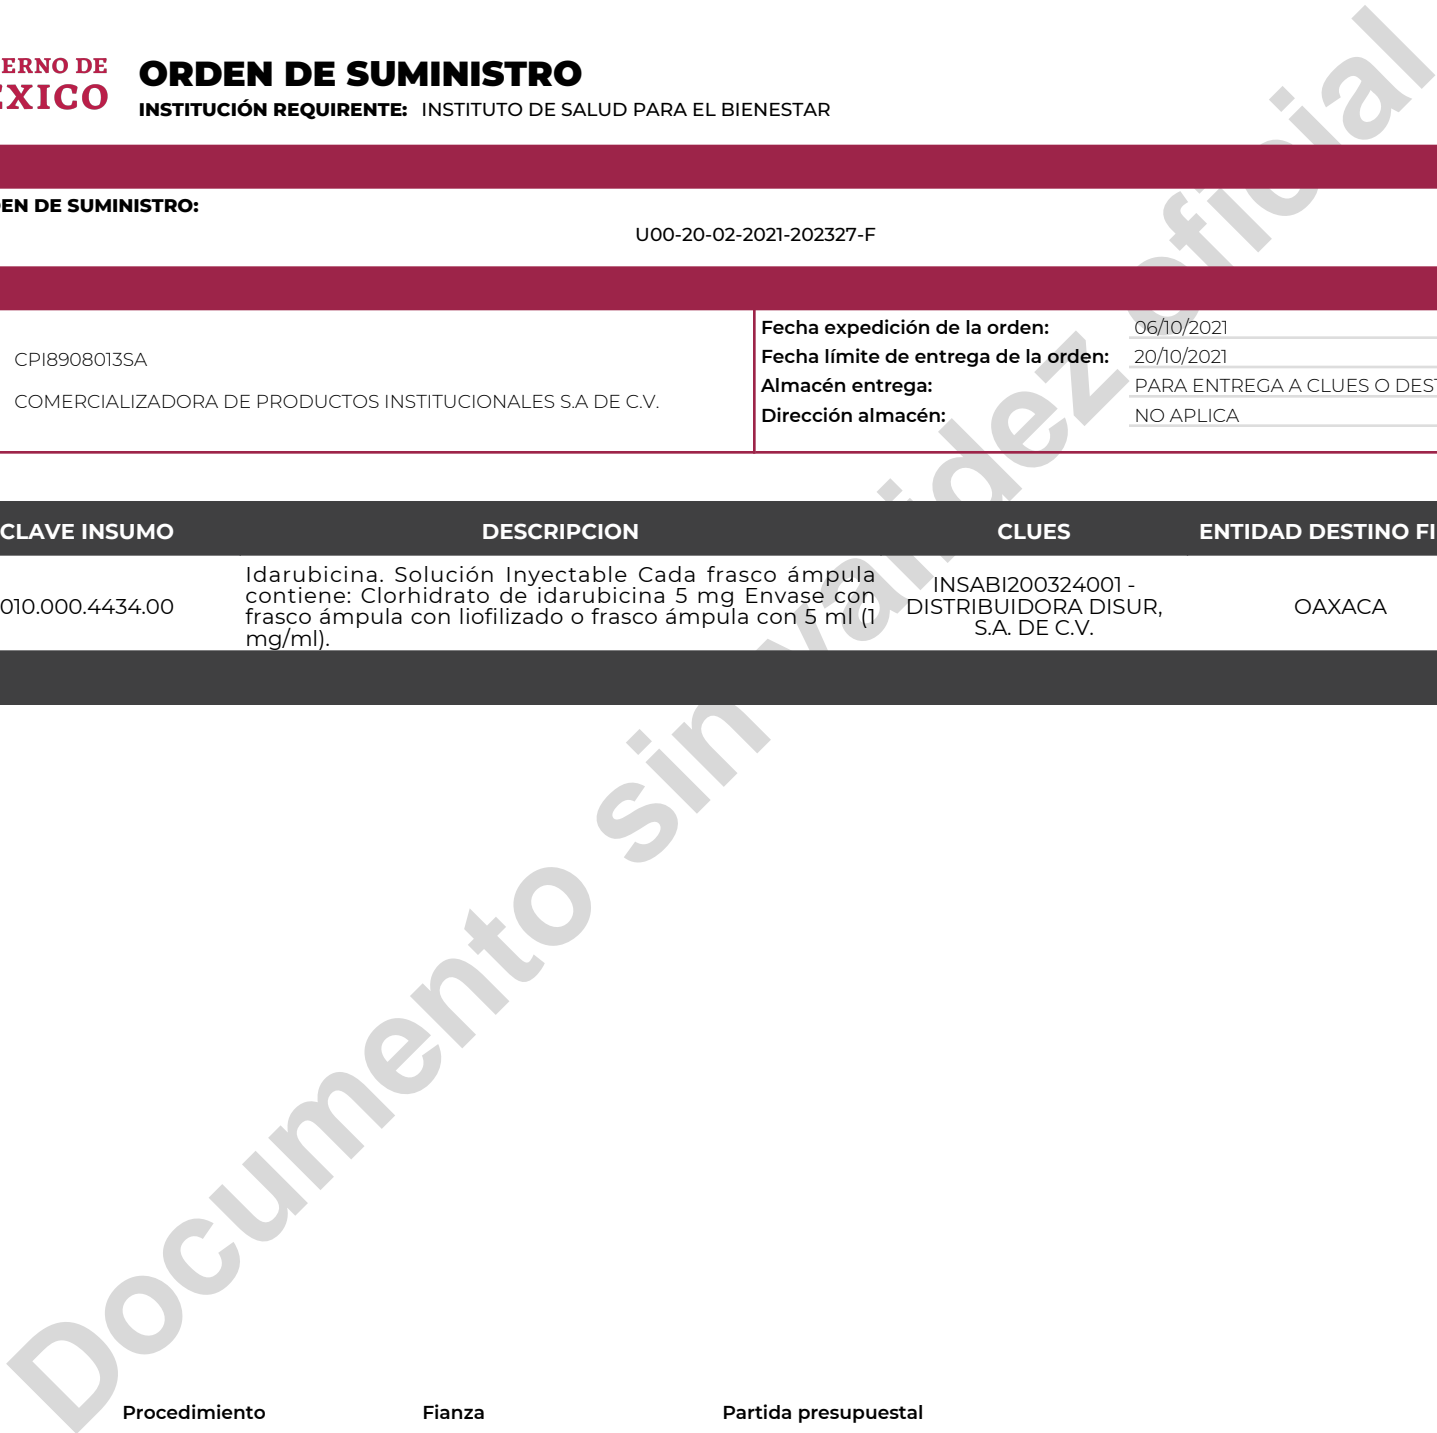 ERNO DE
EXICO
ORDEN DE SUMINISTRO
INSTITUCIÓN REQUIRENTE: INSTITUTO DE SALUD PARA EL BIENESTAR
EN DE SUMINISTRO:
U00-20-02-2021-202327-F
CPI8908013SA
COMERCIALIZADORA DE PRODUCTOS INSTITUCIONALES S.A DE C.V.
Fecha expedición de la orden: 06/10/2021
Fecha límite de entrega de la orden: 20/10/2021
Almacén entrega: PARA ENTREGA A CLUES O DEST
Dirección almacén: NO APLICA
CLAVE INSUMO DESCRIPCION CLUES ENTIDAD DESTINO FI
010.000.4434.00
Idarubicina. Solución Inyectable Cada frasco ámpula
contiene: Clorhidrato de idarubicina 5 mg Envase con
frasco ámpula con liofilizado o frasco ámpula con 5 ml (1
mg/ml).
INSABI200324001 -
DISTRIBUIDORA DISUR,
S.A. DE C.V.
OAXACA
Documento sin validez oficial
Procedimiento Fianza Partida presupuestal